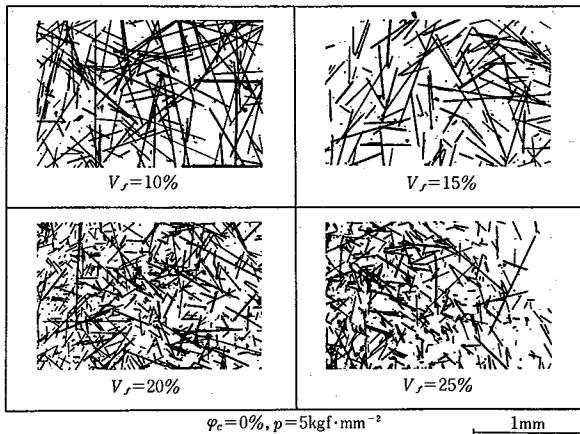 V_f=10%
V_f=15%
V_f=20%
V_f=25%
φ_c=0%, p=5kgf·mm⁻²
1mm